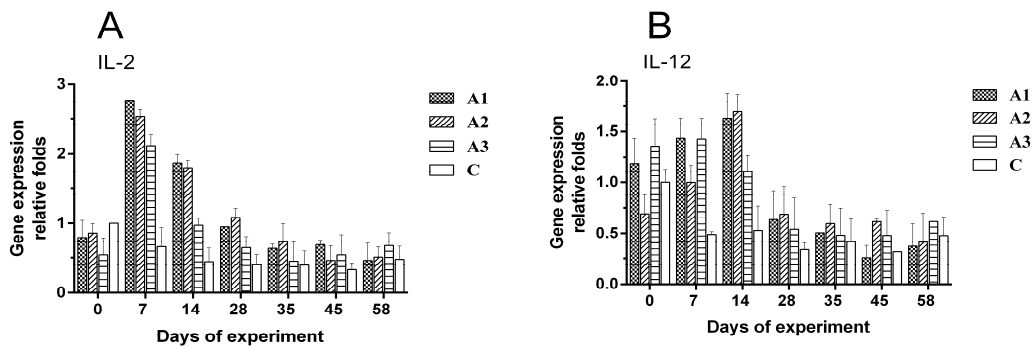 A
IL-2
Gene expression
relative folds
3
2
1
0
0 7 14 28 35 45 58
Days of experiment
A1
A2
A3
C
B
IL-12
Gene expression
relative folds
2.0
1.5
1.0
0.5
0.0
0 7 14 28 35 45 58
Days of experiment
A1
A2
A3
C